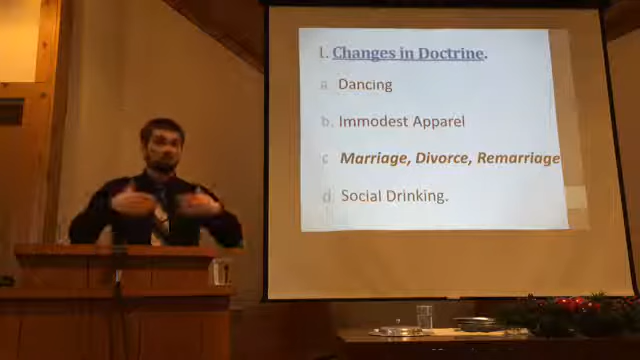 I. Changes in Doctrine.
a. Dancing
b. Immodest Apparel
c Marriage, Divorce, Remarriage
d Social Drinking.